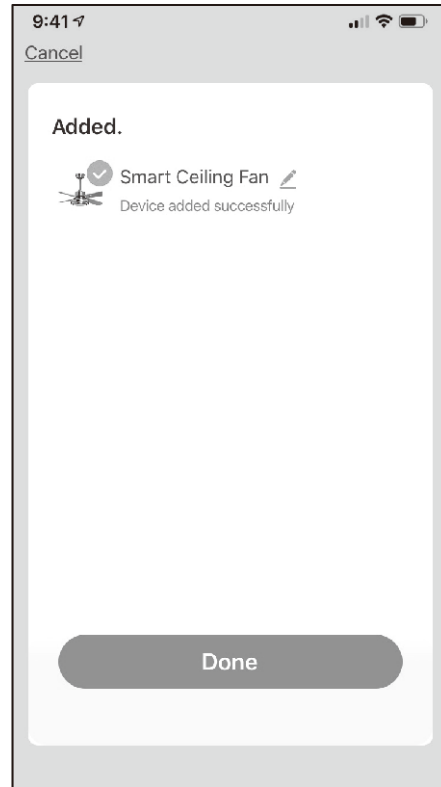 9:41
Cancel
Added.
Smart Ceiling Fan
Device added successfully
Done